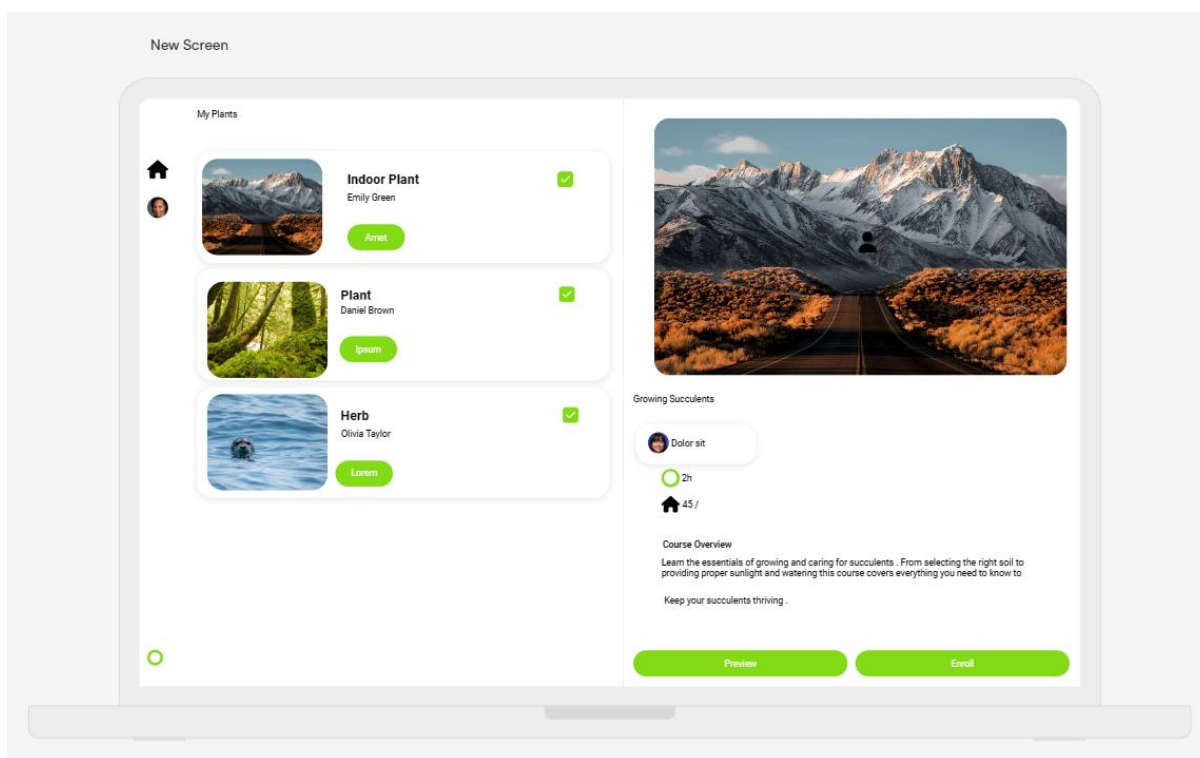 New Screen
My Plants
Indoor Plant
Emily Green
Amet
Plant
Daniel Brown
Ipsum
Herb
Olivia Taylor
Lorem
Growing Succulents
Dolor sit
2h
45 /
Course Overview
Learn the essentials of growing and caring for succulents . From selecting the right soil to
providing proper sunlight and watering this course covers everything you need to know to
Keep your succulents thriving .
Preview
Enroll